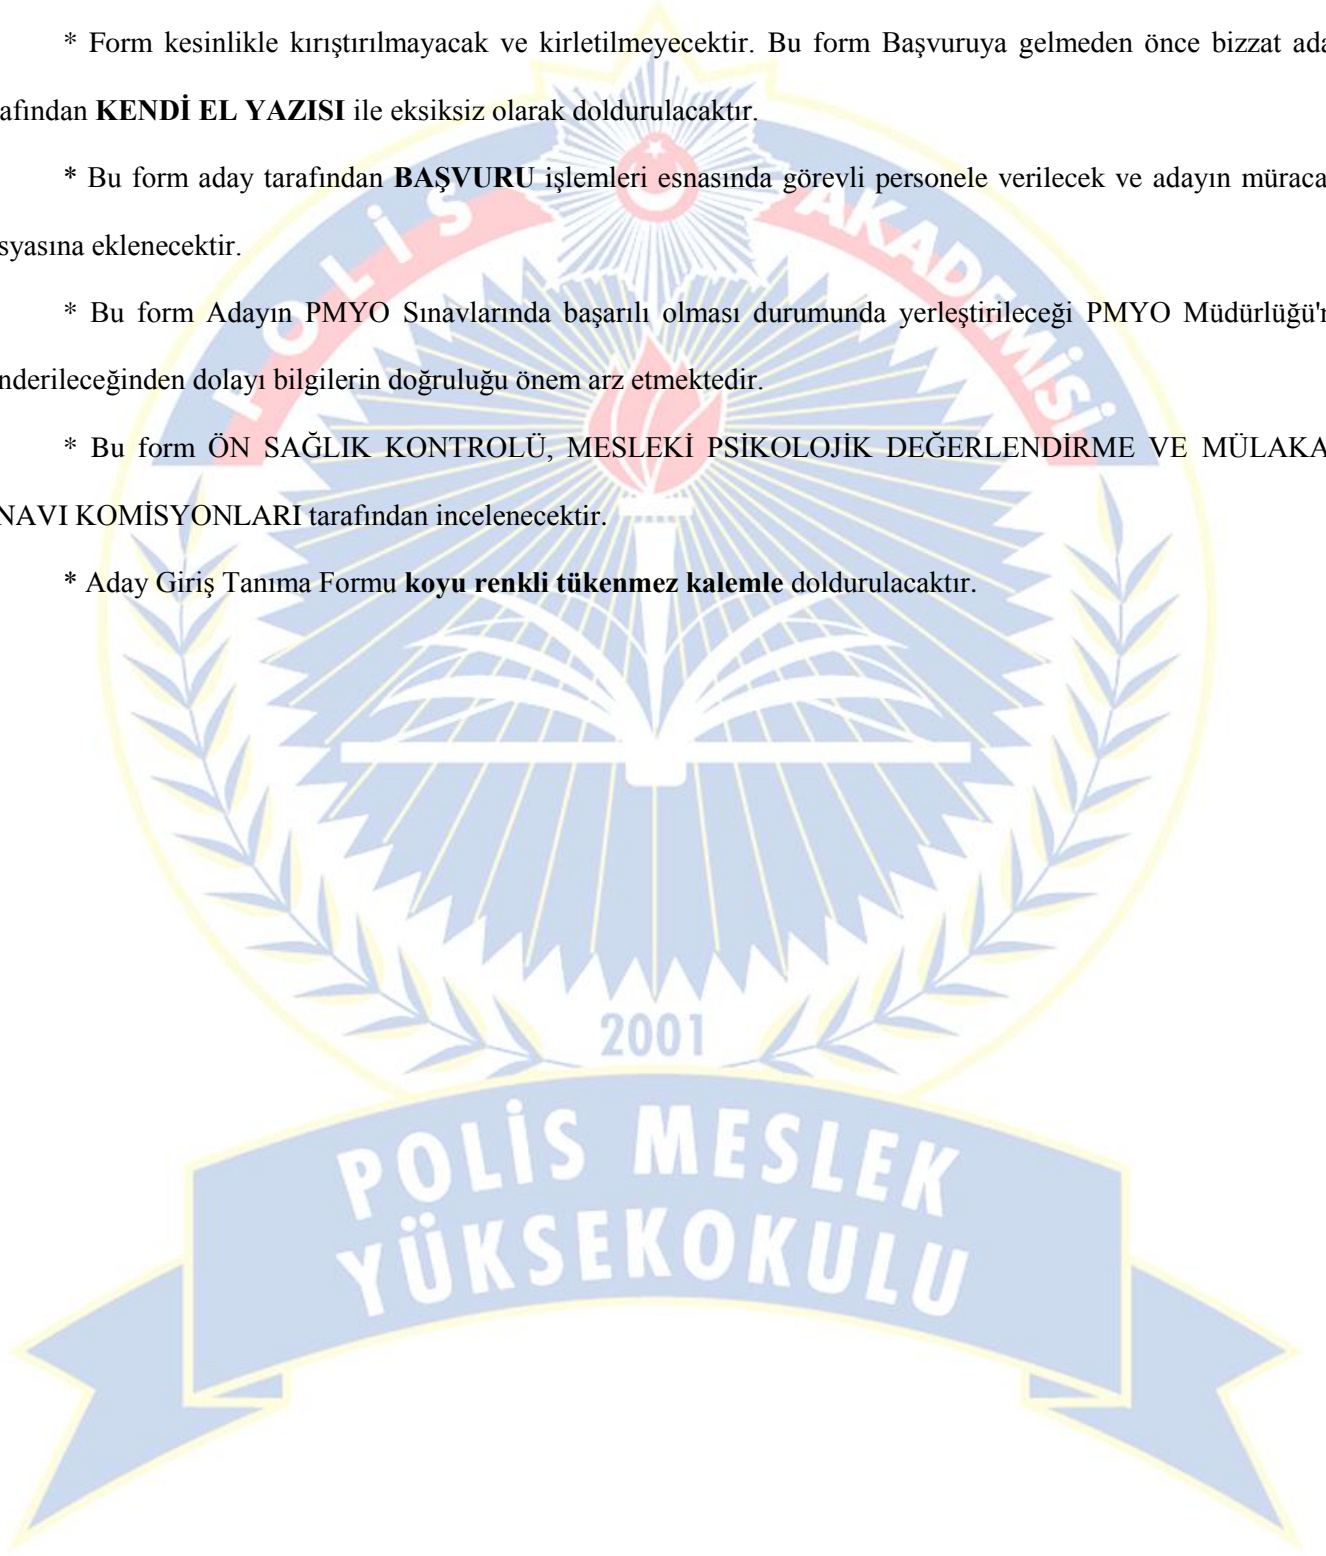 * Form kesinlikle kırıştırılmayacak ve kirletilmeyecektir. Bu form Başvuruya gelmeden önce bizzat ada
afından KENDİ EL YAZISI ile eksiksiz olarak doldurulacaktır.
* Bu form aday tarafından BAŞVURU işlemleri esnasında görevli personele verilecek ve adayın müraca
syasına eklenecektir.
* Bu form Adayın PMYO Sınavlarında başarılı olması durumunda yerleştirileceği PMYO Müdürlüğü'n
nderileceğinden dolayı bilgilerin doğruluğu önem arz etmektedir.
* Bu form ÖN SAĞLIK KONTROLÜ, MESLEKİ PSİKOLOJİK DEĞERLENDİRME VE MÜLAKA
NAVI KOMİSYONLARI tarafından incelenecektir.
* Aday Giriş Tanıma Formu koyu renkli tükenmez kalemle doldurulacaktır.
POLİS AKADEMİSİ
2001
POLİS MESLEK
YÜKSEKOKULU